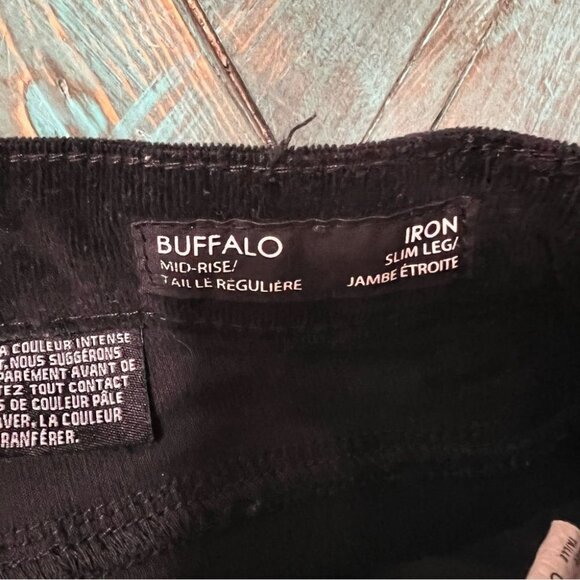 BUFFALO
MID-RISE/
TAILLE RÉGULIÈRE
IRON
SLIM LEG/
JAMBE ÉTROITE
A COULEUR INTENSE
T, NOUS SUGGÉRONS
PARÉMENT AVANT DE
TEZ TOUT CONTACT
S DE COULEUR PÂLE
AVER. LA COULEUR
RANFÉRER.
TAILLE